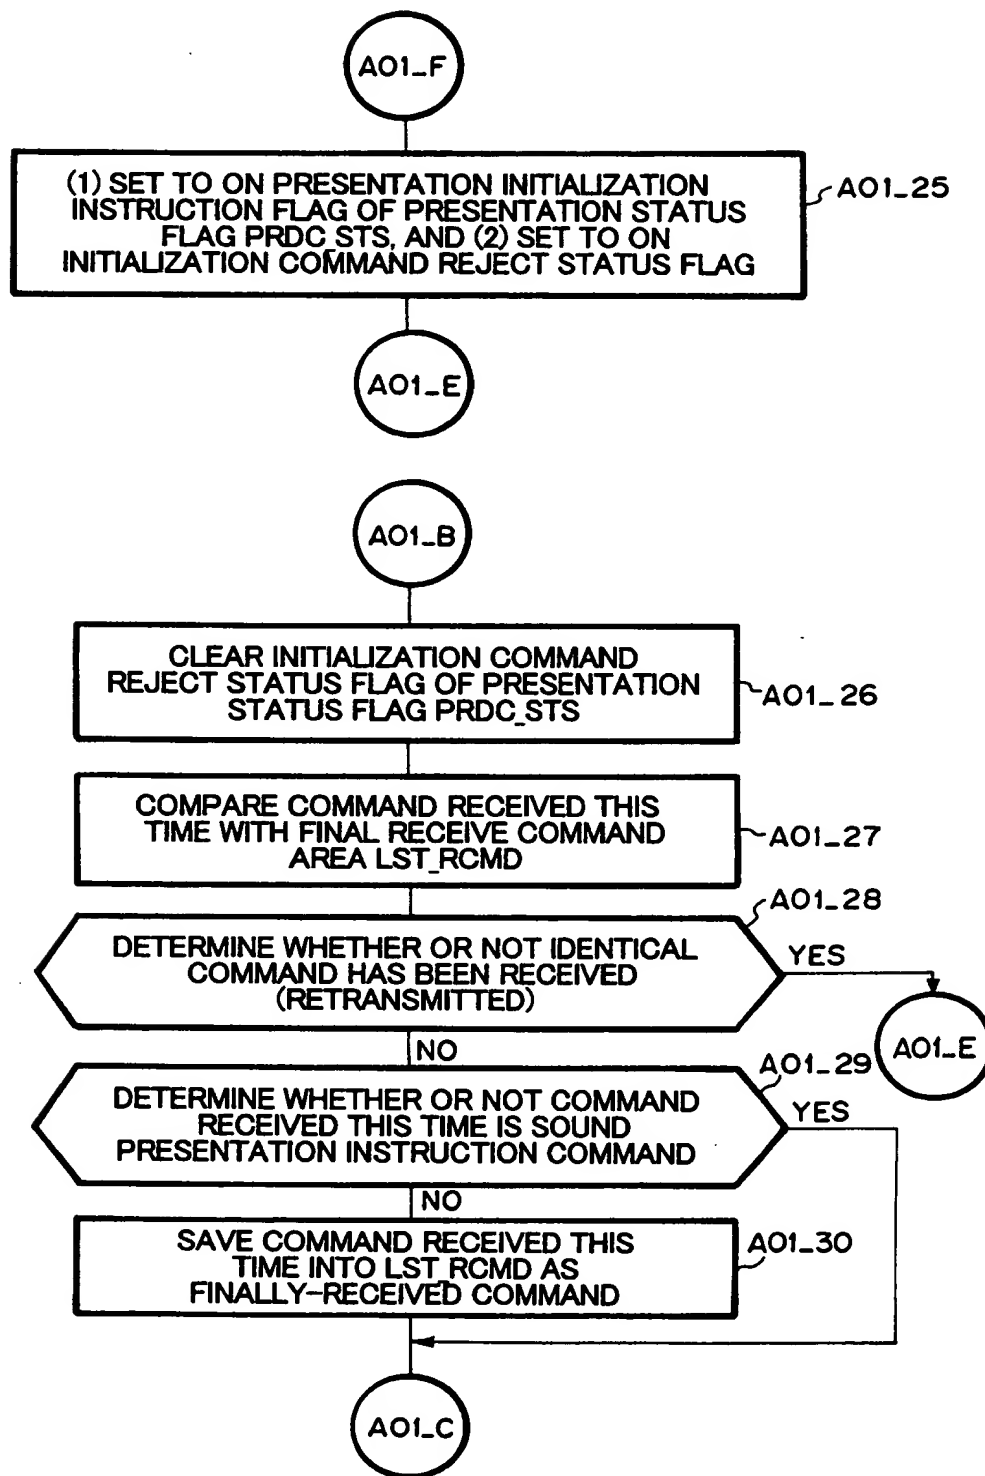 A01_F
(1) SET TO ON PRESENTATION INITIALIZATION
INSTRUCTION FLAG OF PRESENTATION STATUS
FLAG PRDC_STS, AND (2) SET TO ON
INITIALIZATION COMMAND REJECT STATUS FLAG
A01_25
A01_E
A01_B
CLEAR INITIALIZATION COMMAND
REJECT STATUS FLAG OF PRESENTATION
STATUS FLAG PRDC_STS
A01_26
COMPARE COMMAND RECEIVED THIS
TIME WITH FINAL RECEIVE COMMAND
AREA LST_RCMD
A01_27
A01_28
DETERMINE WHETHER OR NOT IDENTICAL
COMMAND HAS BEEN RECEIVED
(RETRANSMITTED)
YES
A01_E
NO
A01_29
DETERMINE WHETHER OR NOT COMMAND
RECEIVED THIS TIME IS SOUND
PRESENTATION INSTRUCTION COMMAND
YES
NO
SAVE COMMAND RECEIVED THIS
TIME INTO LST_RCMD AS
FINALLY-RECEIVED COMMAND
A01_30
A01_C